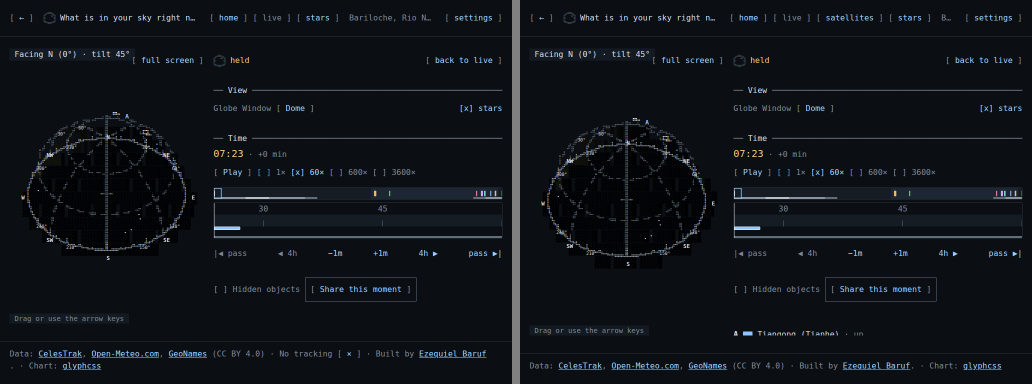 [ ← ] What is in your sky right n… [ home ] [ live ] [ stars ] Bariloche, Río N… [ settings ]
Facing N (0°) · tilt 45°
[ full screen ]
held [ back to live ]
View
Globe Window [ Dome ] [x] stars
Time
07:23 · +0 min
[ Play ] [ ] 1× [x] 60× [ ] 600× [ ] 3600×
30 45
|◀ pass ◀ 4h −1m +1m 4h ▶ pass ▶|
[ ] Hidden objects [ Share this moment ]
A
N
NW NE
W E
SW SE
S
Drag or use the arrow keys
Data: CelesTrak, Open-Meteo.com, GeoNames (CC BY 4.0) · No tracking [ × ] · Built by Ezequiel Baruf
. · Chart: glyphcss
[ ← ] What is in your sky right n… [ home ] [ live ] [ satellites ] [ stars ] B… [ settings ]
Facing N (0°) · tilt 45°
[ full screen ]
held [ back to live ]
View
Globe Window [ Dome ] [x] stars
Time
07:23 · +0 min
[ Play ] [ ] 1× [x] 60× [ ] 600× [ ] 3600×
30 45
|◀ pass ◀ 4h −1m +1m 4h ▶ pass ▶|
[ ] Hidden objects [ Share this moment ]
A
N
NW NE
W E
SW SE
S
Drag or use the arrow keys
A Tiangong (Tianhe) · up
Data: CelesTrak, Open-Meteo.com, GeoNames (CC BY 4.0) · Built by Ezequiel Baruf. · Chart: glyphcss